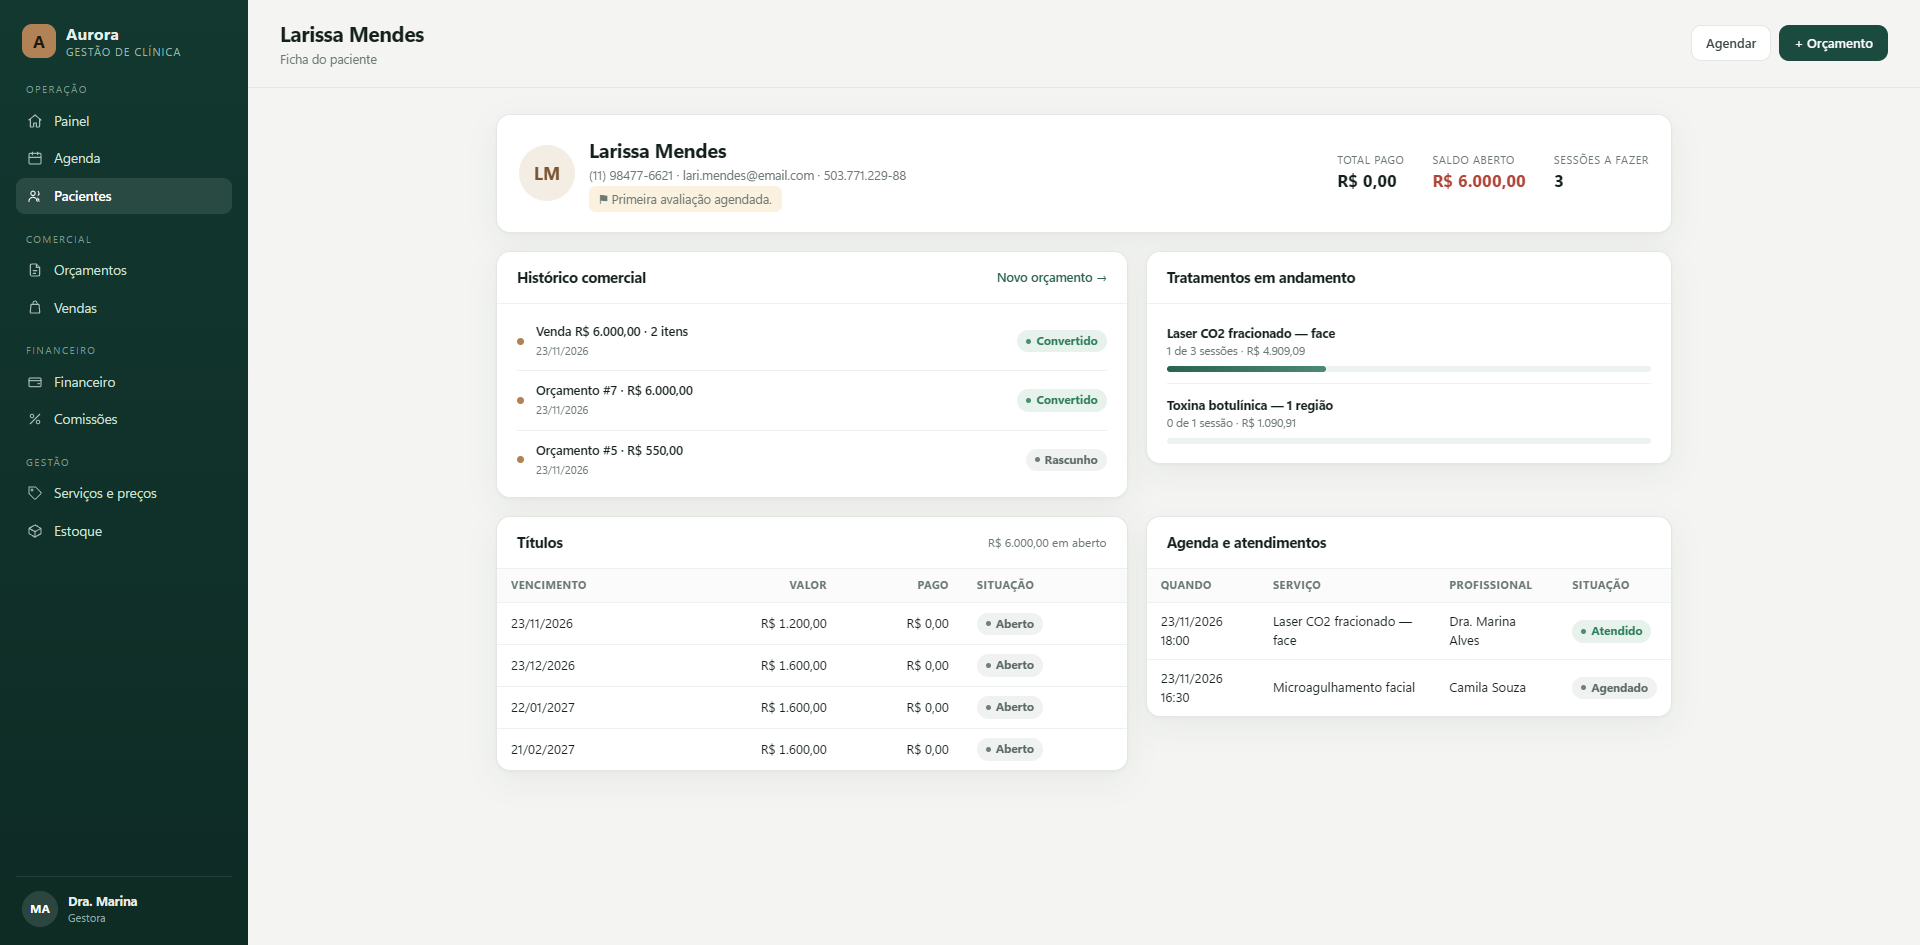 A
Aurora
GESTÃO DE CLÍNICA
OPERAÇÃO
Painel
Agenda
Pacientes
COMERCIAL
Orçamentos
Vendas
FINANCEIRO
Financeiro
Comissões
GESTÃO
Serviços e preços
Estoque
MA
Dra. Marina
Gestora
Larissa Mendes
Ficha do paciente
Agendar
+ Orçamento
LM
Larissa Mendes
(11) 98477-6621 · lari.mendes@email.com · 503.771.229-88
⚑ Primeira avaliação agendada.
TOTAL PAGO
R$ 0,00
SALDO ABERTO
R$ 6.000,00
SESSÕES A FAZER
3
Histórico comercial
Novo orçamento →
Venda R$ 6.000,00 · 2 itens
23/11/2026
Convertido
Orçamento #7 · R$ 6.000,00
23/11/2026
Convertido
Orçamento #5 · R$ 550,00
23/11/2026
Rascunho
Tratamentos em andamento
Laser CO2 fracionado — face
1 de 3 sessões · R$ 4.909,09
Toxina botulínica — 1 região
0 de 1 sessão · R$ 1.090,91
Títulos
R$ 6.000,00 em aberto
VENCIMENTO VALOR PAGO SITUAÇÃO
23/11/2026 R$ 1.200,00 R$ 0,00 Aberto
23/12/2026 R$ 1.600,00 R$ 0,00 Aberto
22/01/2027 R$ 1.600,00 R$ 0,00 Aberto
21/02/2027 R$ 1.600,00 R$ 0,00 Aberto
Agenda e atendimentos
QUANDO SERVIÇO PROFISSIONAL SITUAÇÃO
23/11/2026 Laser CO2 fracionado — Dra. Marina
18:00 face Alves
Atendido
23/11/2026
16:30
Microagulhamento facial Camila Souza Agendado